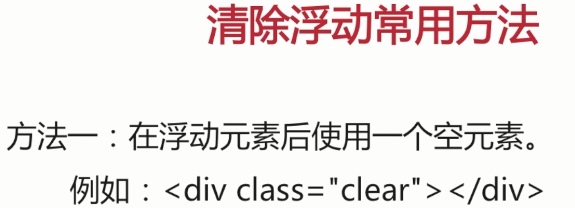 清除浮动常用方法
方法一：在浮动元素后使用一个空元素。
例如：<div class="clear"></div>